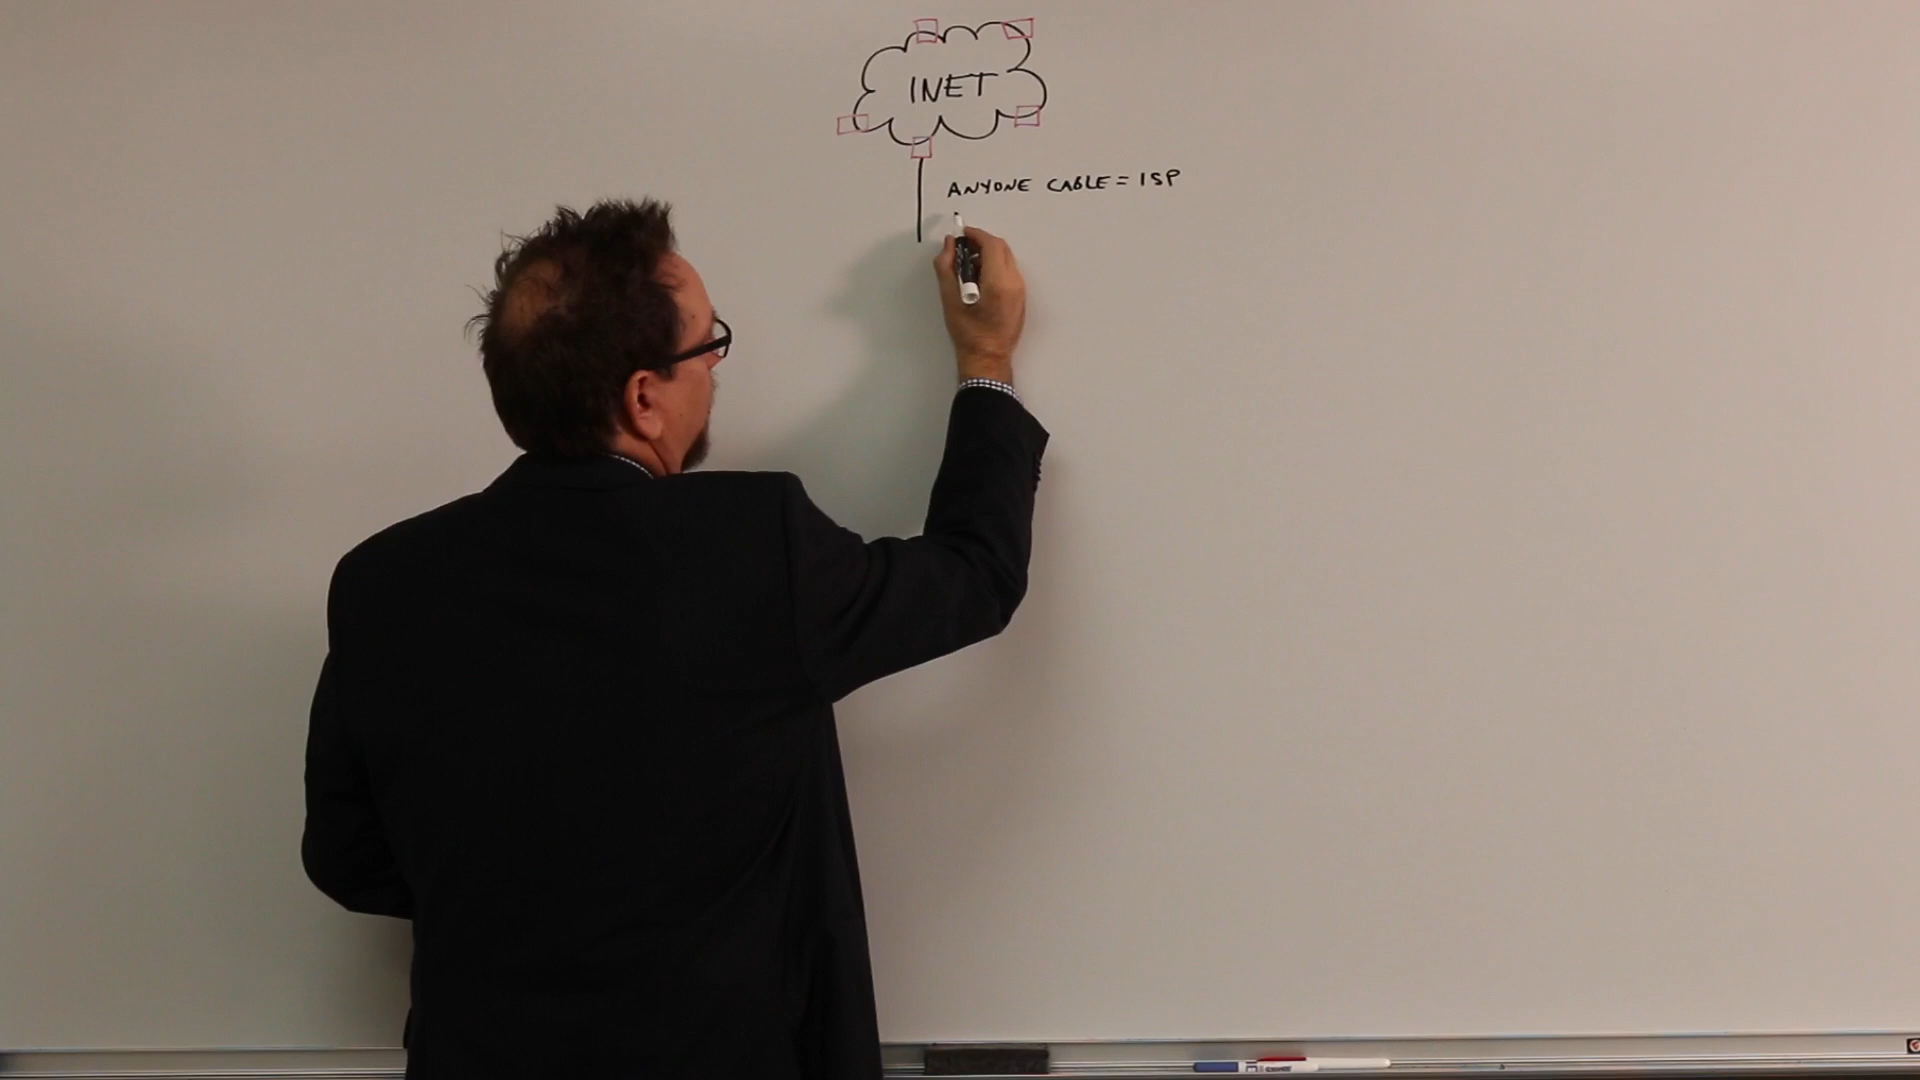 INET
ANYONE CABLE = ISP